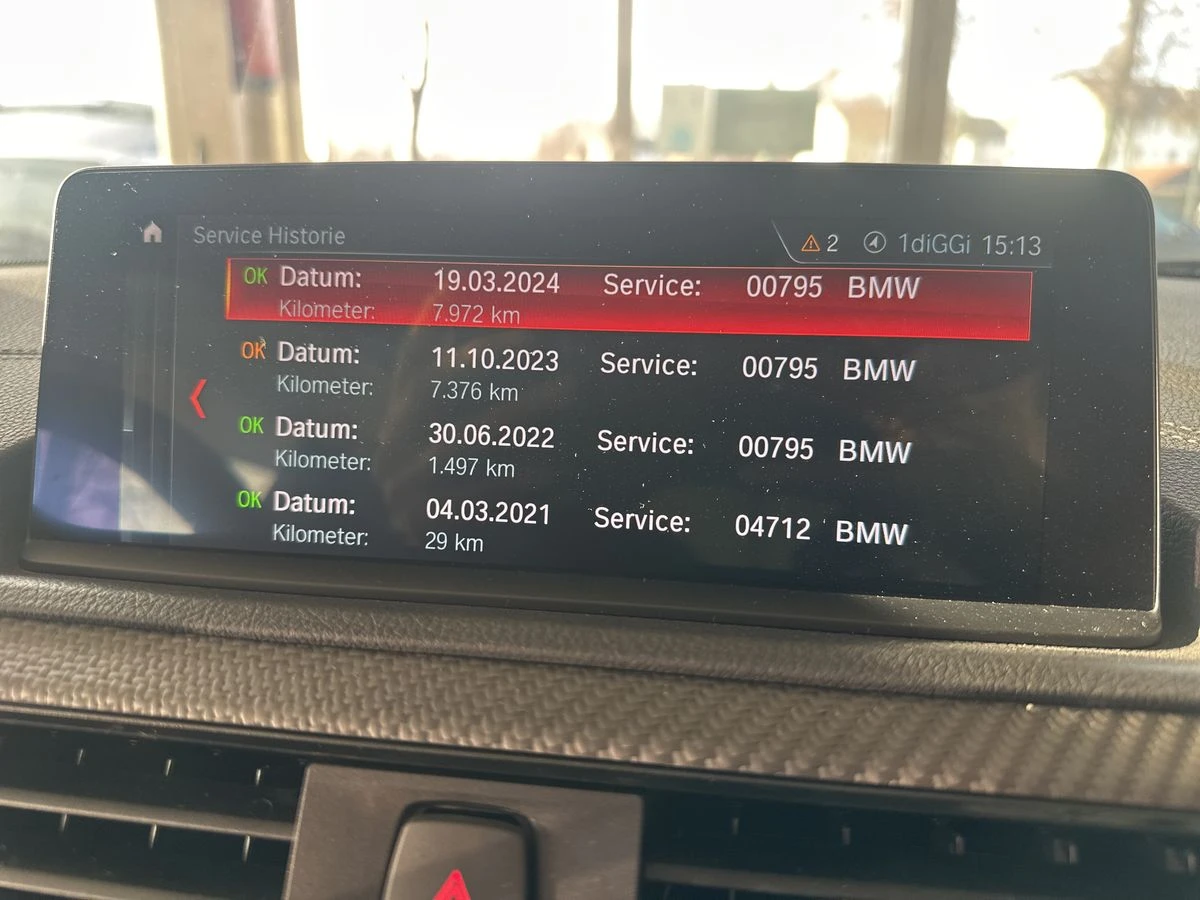 Service Historie
2
1diGGi 15:13
OK Datum: 19.03.2024 Service: 00795 BMW
Kilometer: 7.972 km
OK Datum: 11.10.2023 Service: 00795 BMW
Kilometer: 7.376 km
OK Datum: 30.06.2022 Service: 00795 BMW
Kilometer: 1.497 km
OK Datum: 04.03.2021 Service: 04712 BMW
Kilometer: 29 km